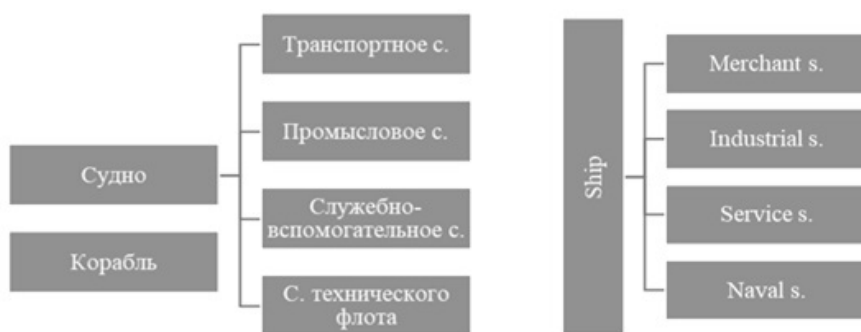 Судно
Корабль
Транспортное с.
Промысловое с.
Служебно-
вспомогательное с.
С. технического
флота
Ship
Merchant s.
Industrial s.
Service s.
Naval s.